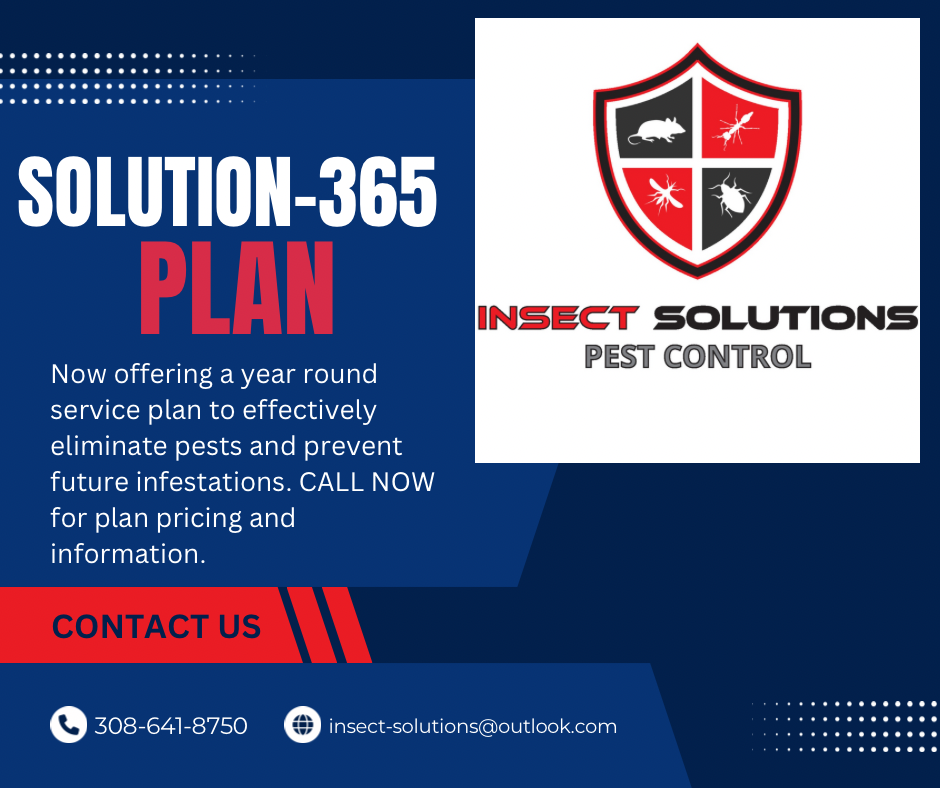 SOLUTION-365
PLAN
Now offering a year round
service plan to effectively
eliminate pests and prevent
future infestations. CALL NOW
for plan pricing and
information.
INSECT SOLUTIONS
PEST CONTROL
CONTACT US
308-641-8750
insect-solutions@outlook.com